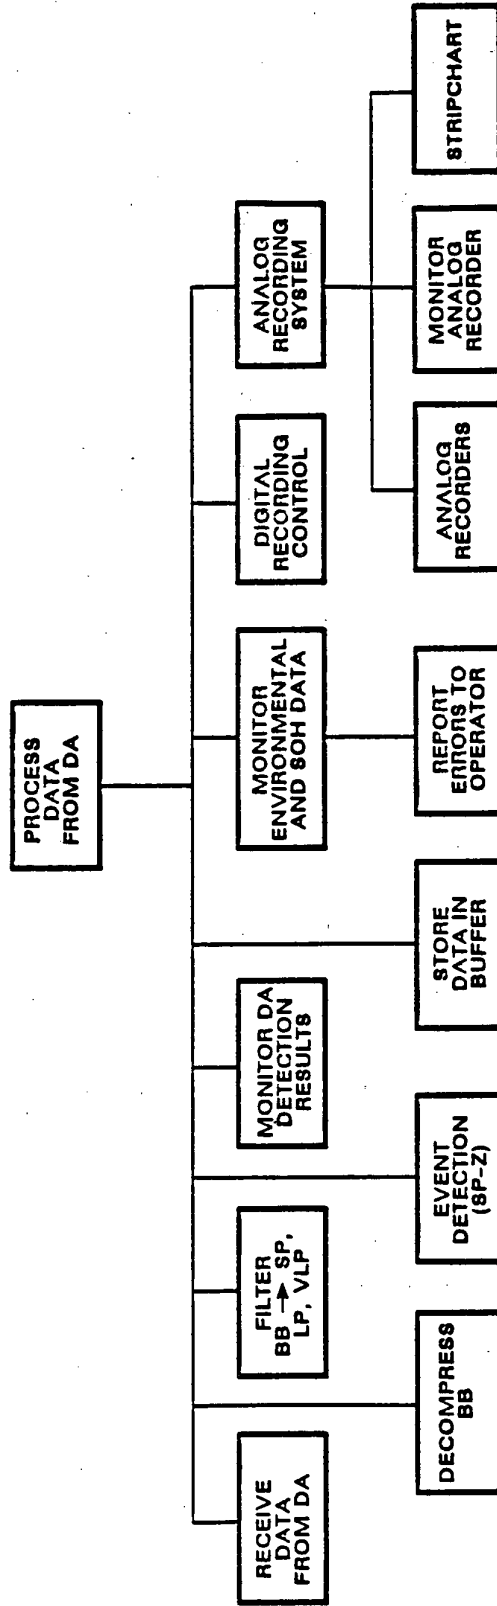 PROCESS
DATA
FROM DA
RECEIVE
DATA
FROM DA
FILTER
BB → SP,
LP, VLP
MONITOR DA
DETECTION
RESULTS
MONITOR
ENVIRONMENTAL
AND SOH DATA
DIGITAL
RECORDING
CONTROL
ANALOG
RECORDING
SYSTEM
DECOMPRESS
BB
EVENT
DETECTION
(SP-Z)
STORE
DATA IN
BUFFER
REPORT
ERRORS TO
OPERATOR
ANALOG
RECORDERS
MONITOR
ANALOG
RECORDER
STRIPCHART